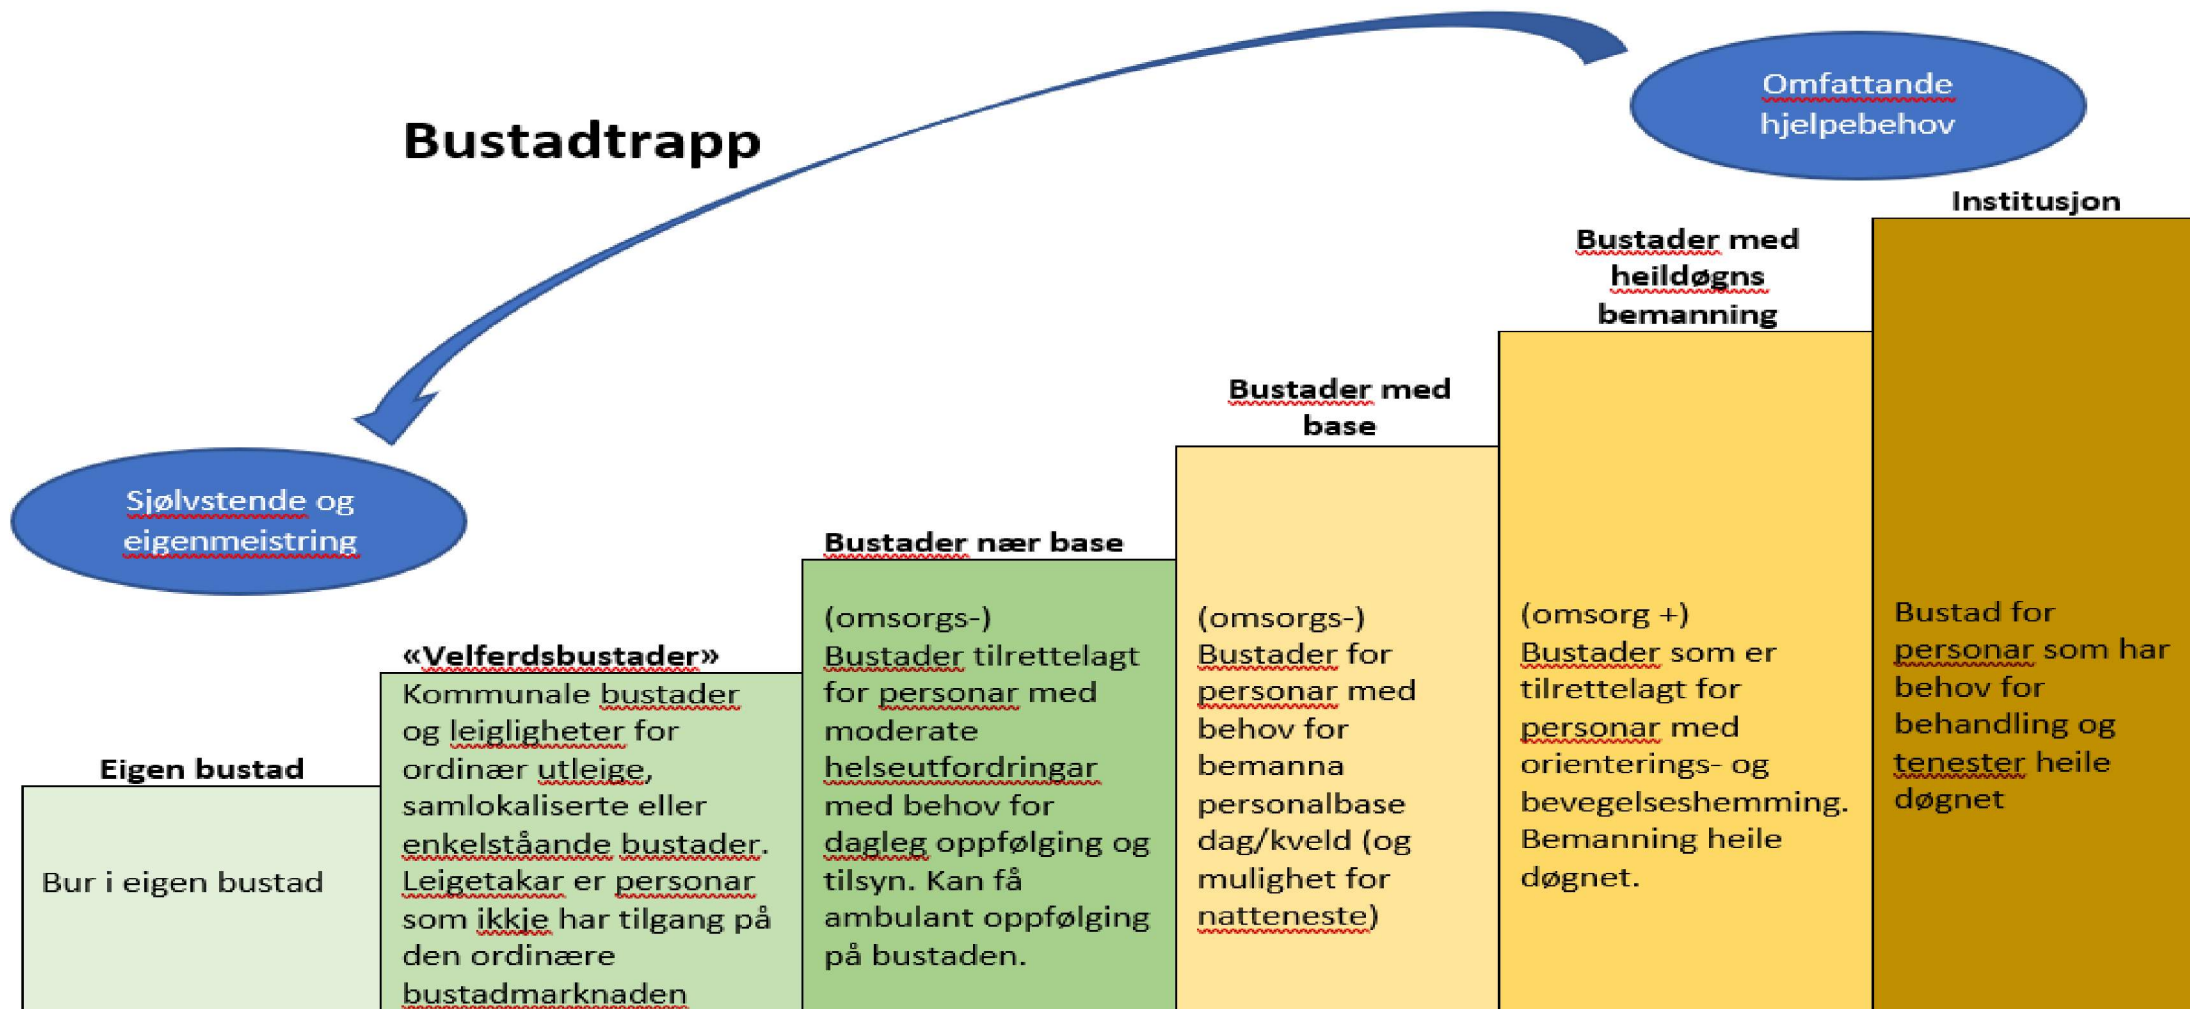 Bustadtrapp
Omfattande
hjelpebehov
Sjølvstende og
eigenmeistring
Eigen bustad
Bur i eigen bustad
«Velferdsbustader»
Kommunale bustader
og leigligheter for
ordinær utleige,
samlokaliserte eller
enkelståande bustader.
Leigetakar er personar
som ikkje har tilgang på
den ordinære
bustadmarknaden
Bustader nær base
(omsorgs-)
Bustader tilrettelagt
for personar med
moderate
helseutfordringar
med behov for
dagleg oppfølging og
tilsyn. Kan få
ambulant oppfølging
på bustaden.
Bustader med
base
(omsorgs-)
Bustader for
personar med
behov for
bemanna
personalbase
dag/kveld (og
mulighet for
natteneste)
Bustader med
heildøgns
bemanning
(omsorg +)
Bustader som er
tilrettelagt for
personar med
orienterings- og
bevegelseshemming.
Bemanning heile
døgnet.
Institusjon
Bustad for
personar som har
behov for
behandling og
tenester heile
døgnet